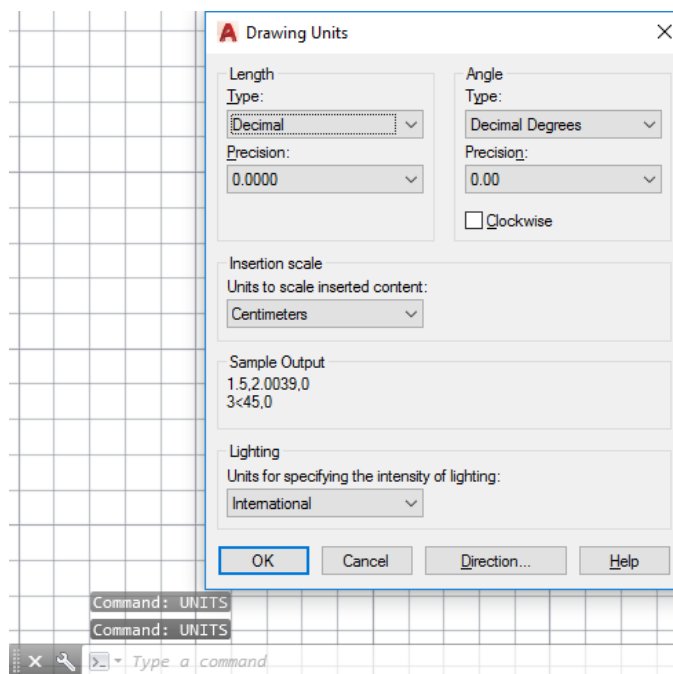 Drawing Units
Length
Type:
Decimal
Precision:
0.0000
Angle
Type:
Decimal Degrees
Precision:
0.00
Clockwise
Insertion scale
Units to scale inserted content:
Centimeters
Sample Output
1.5,2.0039,0
3<45,0
Lighting
Units for specifying the intensity of lighting:
International
OK Cancel Direction... Help
Command: UNITS
Command: UNITS
Type a command